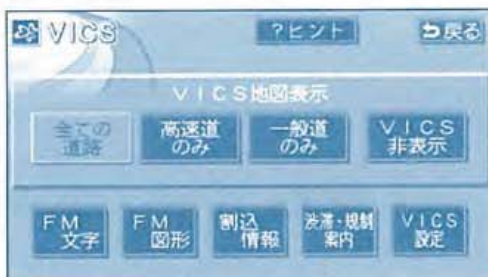 VICS
?ヒント
戻る
VICS地図表示
全ての
道路
高速道
のみ
一般道
のみ
VICS
非表示
FM
文字
FM
図形
割込
情報
渋滞・規制
案内
VICS
設定